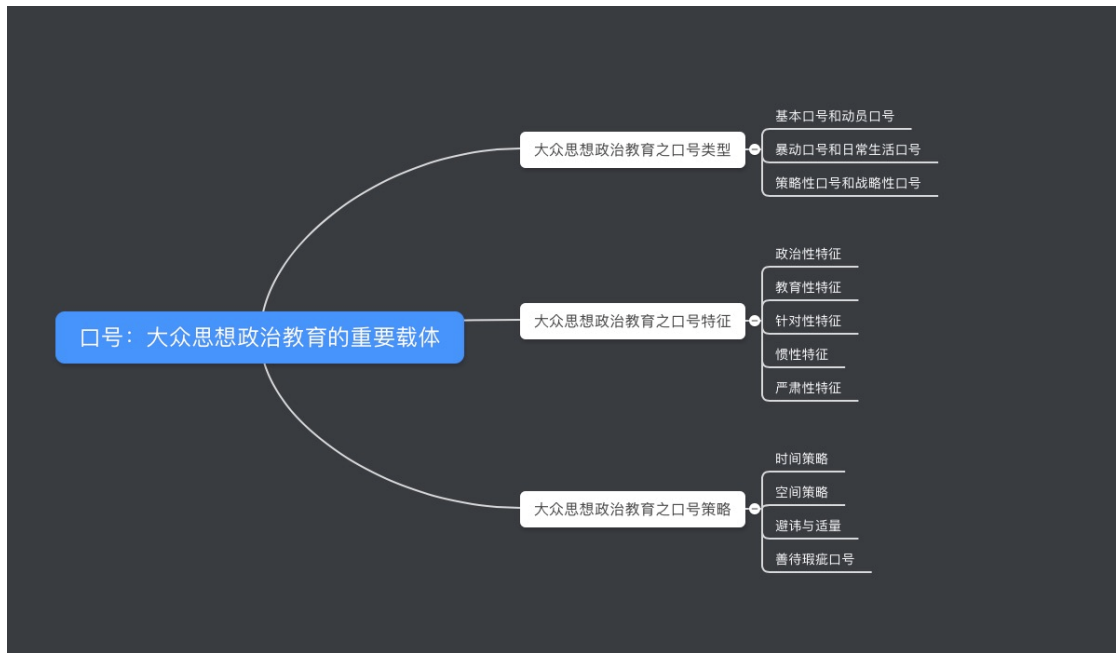 口号：大众思想政治教育的重要载体
大众思想政治教育之口号类型
基本口号和动员口号
暴动口号和日常生活口号
策略性口号和战略性口号
大众思想政治教育之口号特征
政治性特征
教育性特征
针对性特征
惯性特征
严肃性特征
大众思想政治教育之口号策略
时间策略
空间策略
避讳与适量
善待瑕疵口号